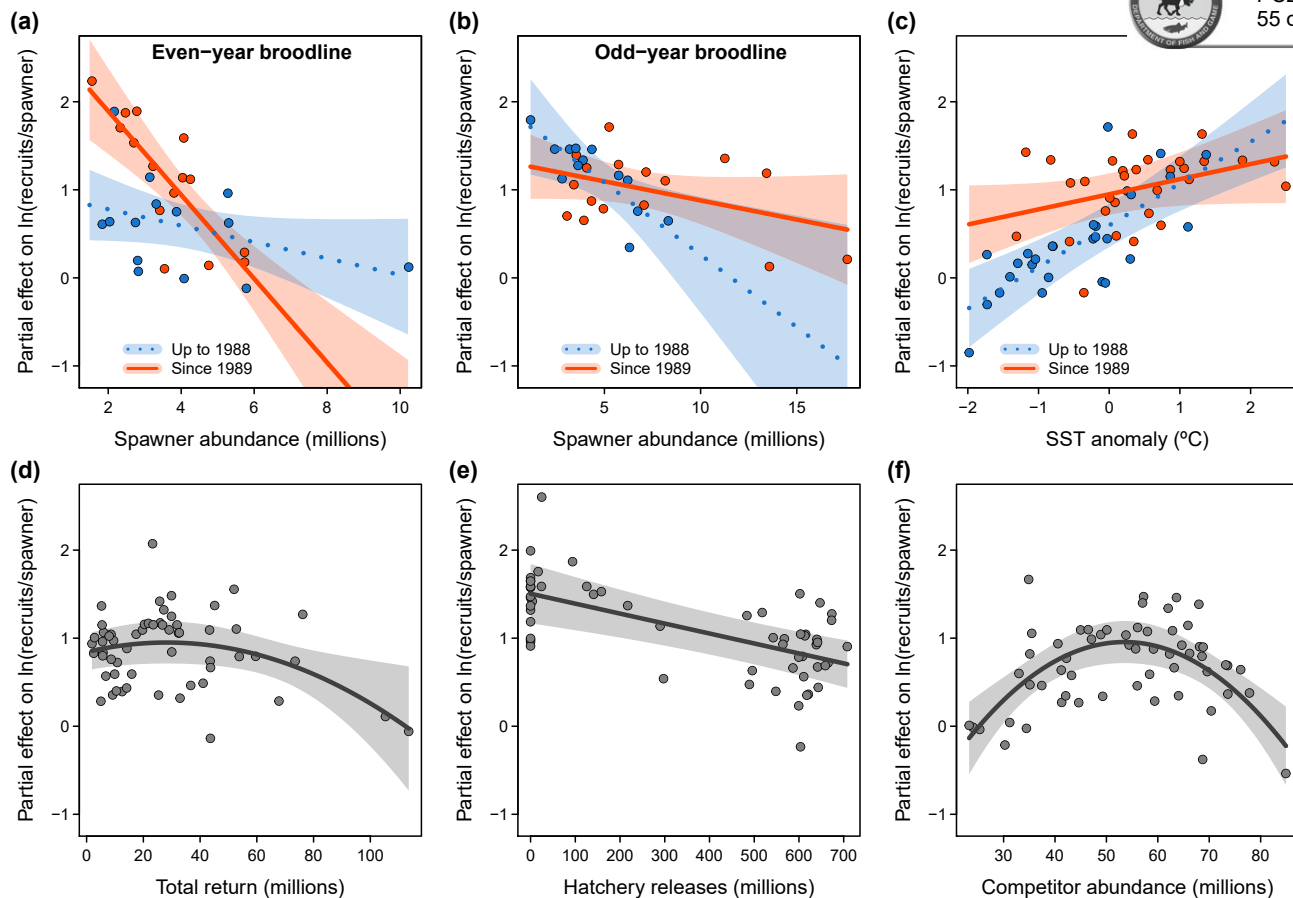 (a)
Even−year broodline
Partial effect on ln(recruits/spawner)
2
1
0
−1
Up to 1988
Since 1989
2 4 6 8 10
Spawner abundance (millions)
(b)
Odd−year broodline
Partial effect on ln(recruits/spawner)
2
1
0
−1
Up to 1988
Since 1989
5 10 15
Spawner abundance (millions)
(c)
DEPARTMENT OF FISH AND GAME
55
Partial effect on ln(recruits/spawner)
2
1
0
−1
Up to 1988
Since 1989
−2 −1 0 1 2
SST anomaly (ºC)
(d)
Partial effect on ln(recruits/spawner)
2
1
0
−1
0 20 40 60 80 100
Total return (millions)
(e)
Partial effect on ln(recruits/spawner)
2
1
0
−1
0 100 200 300 400 500 600 700
Hatchery releases (millions)
(f)
Partial effect on ln(recruits/spawner)
2
1
0
−1
30 40 50 60 70 80
Competitor abundance (millions)